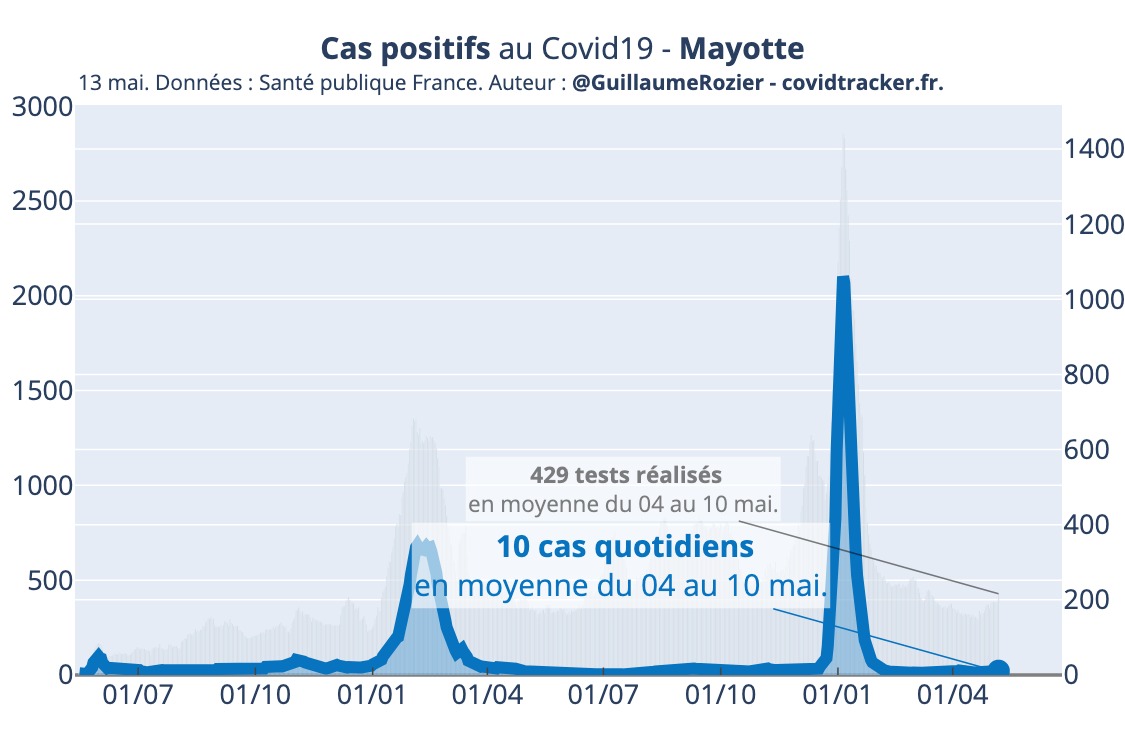 Cas positifs au Covid19 - Mayotte
13 mai. Données : Santé publique France. Auteur : @GuillaumeRozier - covidtracker.fr.
3000
2500
2000
1500
1000
500
0
1400
1200
1000
800
600
400
200
0
429 tests réalisés
en moyenne du 04 au 10 mai.
10 cas quotidiens
en moyenne du 04 au 10 mai.
01/07 01/10 01/01 01/04 01/07 01/10 01/01 01/04